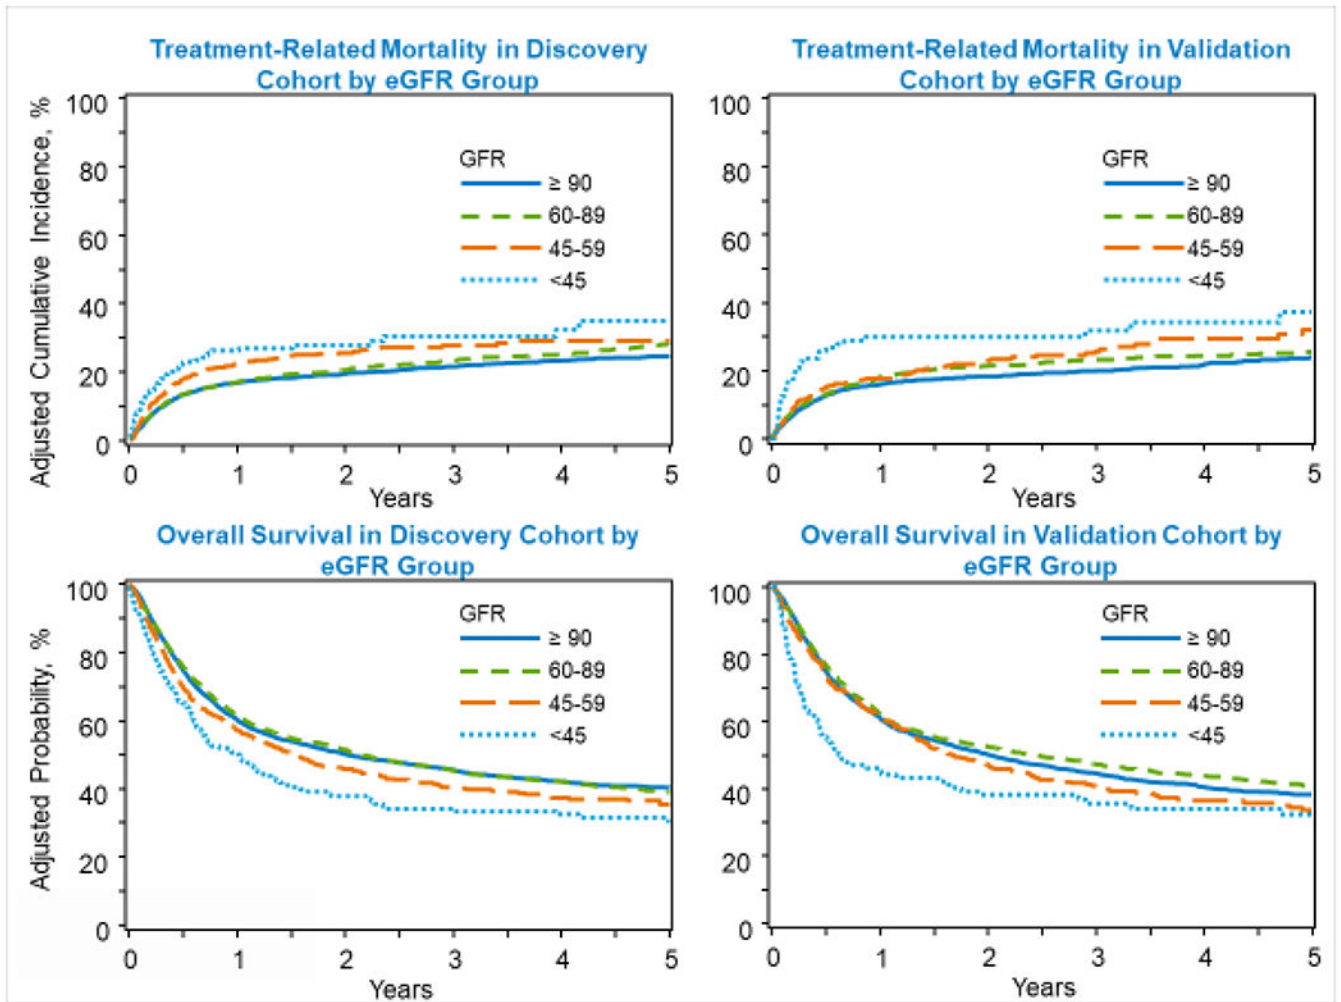 Treatment-Related Mortality in Discovery
Cohort by eGFR Group
Adjusted Cumulative Incidence, %
100
80
60
40
20
0
GFR
≥ 90
60-89
45-59
<45
0 1 2 3 4 5
Years
Treatment-Related Mortality in Validation
Cohort by eGFR Group
100
80
60
40
20
0
GFR
≥ 90
60-89
45-59
<45
0 1 2 3 4 5
Years
Overall Survival in Discovery Cohort by
eGFR Group
Adjusted Probability, %
100
80
60
40
20
0
GFR
≥ 90
60-89
45-59
<45
0 1 2 3 4 5
Years
Overall Survival in Validation Cohort by
eGFR Group
100
80
60
40
20
0
GFR
≥ 90
60-89
45-59
<45
0 1 2 3 4 5
Years